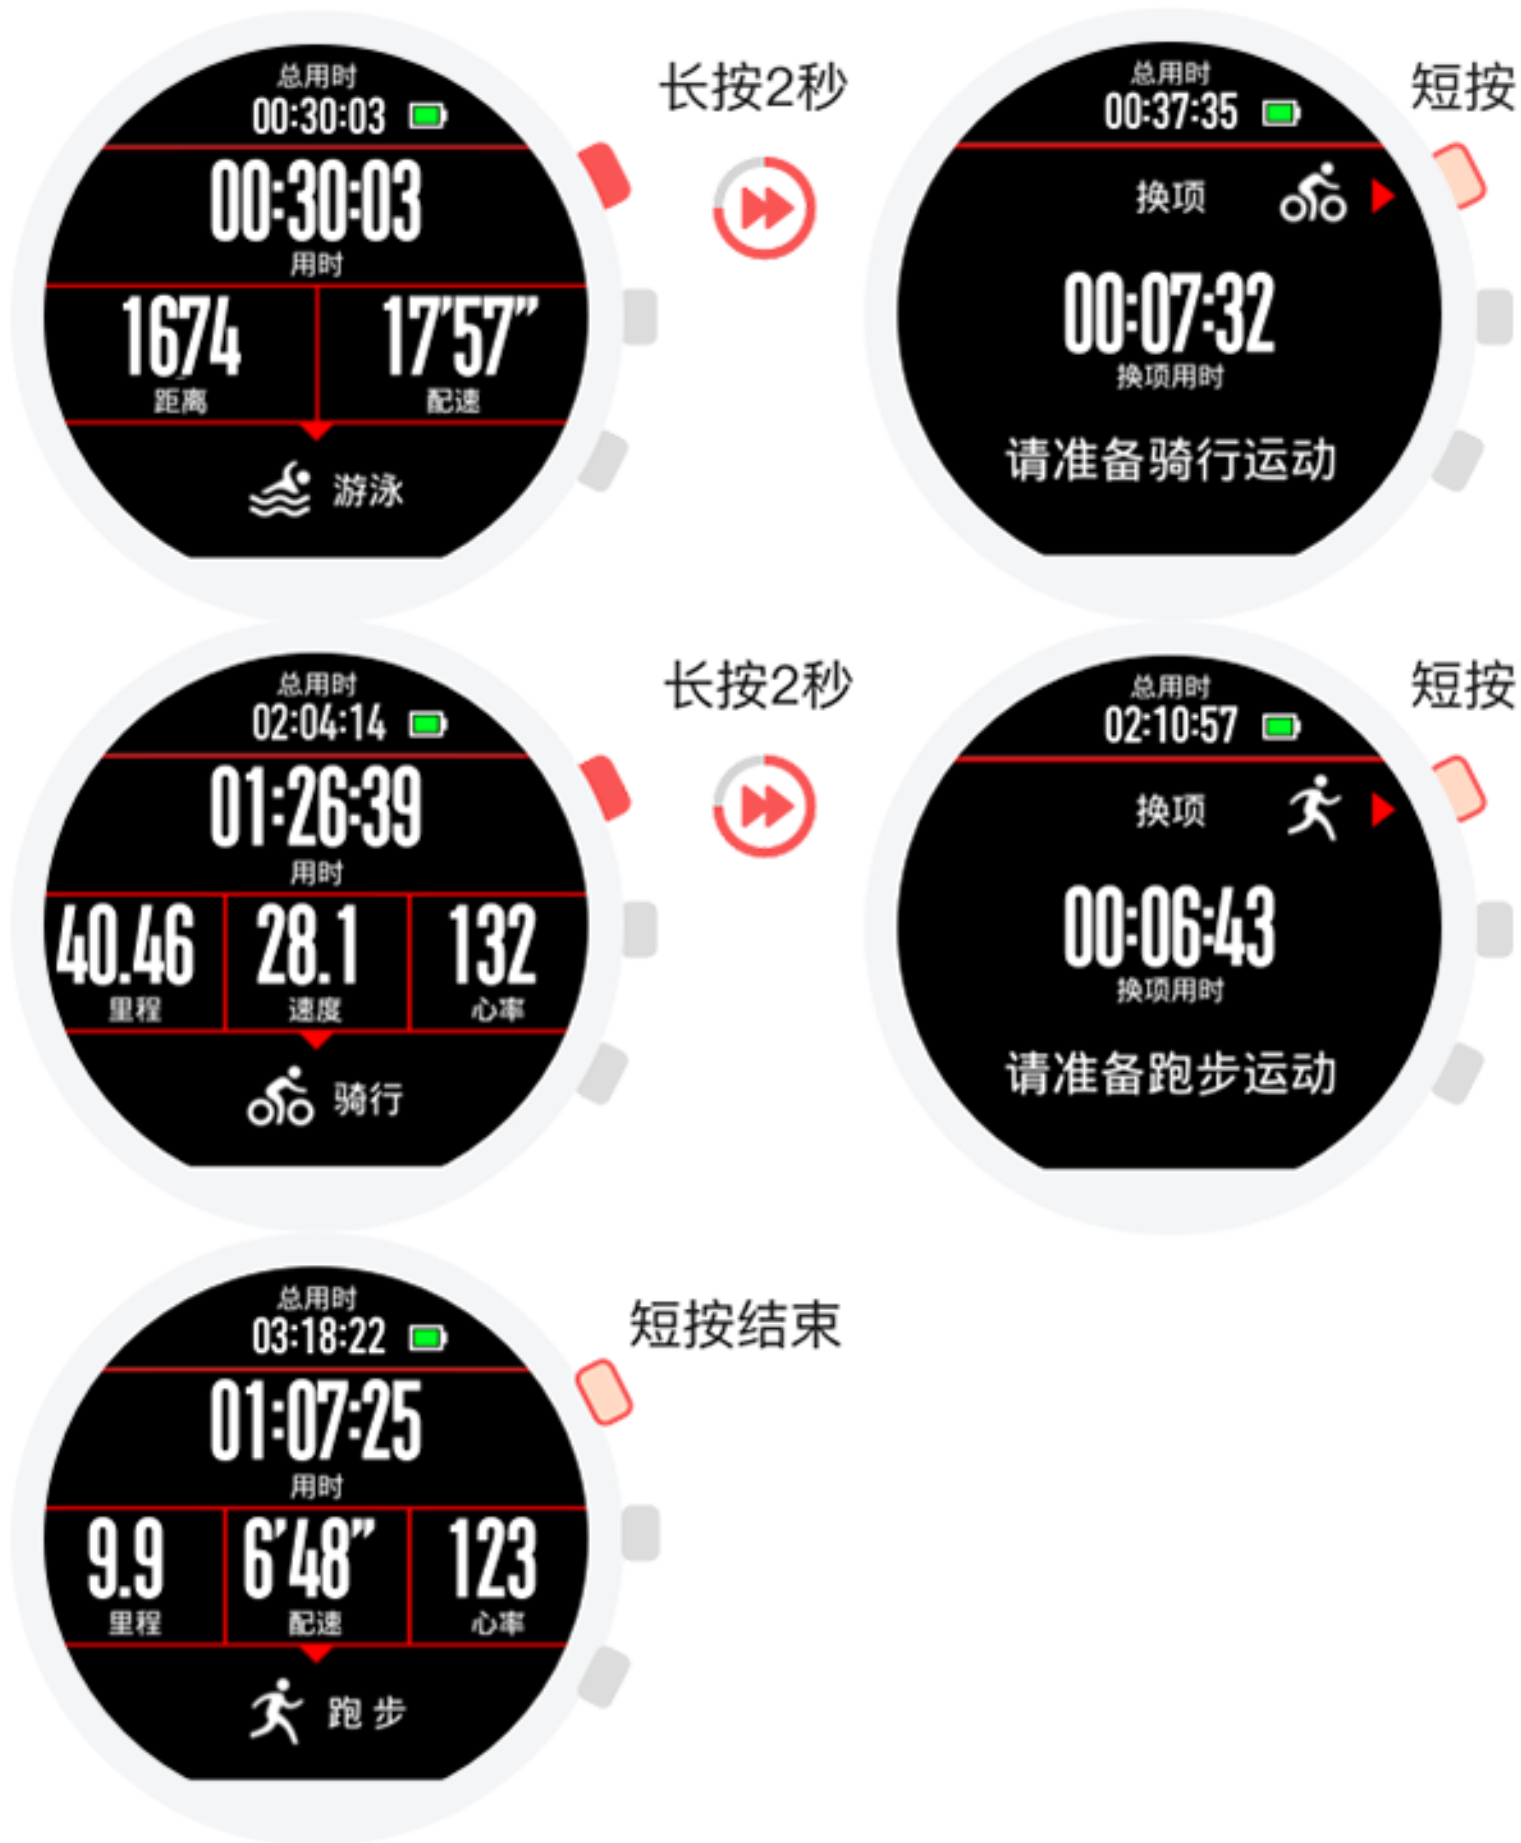 总用时
00:30:03
00:30:03
用时
1674
距离
17'57"
配速
游泳
长按2秒
总用时
00:37:35
换项
00:07:32
换项用时
请准备骑行运动
短按
总用时
02:04:14
01:26:39
用时
40.46
里程
28.1
速度
132
心率
骑行
长按2秒
总用时
02:10:57
换项
00:06:43
换项用时
请准备跑步运动
短按
总用时
03:18:22
01:07:25
用时
9.9
里程
6'48"
配速
123
心率
跑 步
短按结束